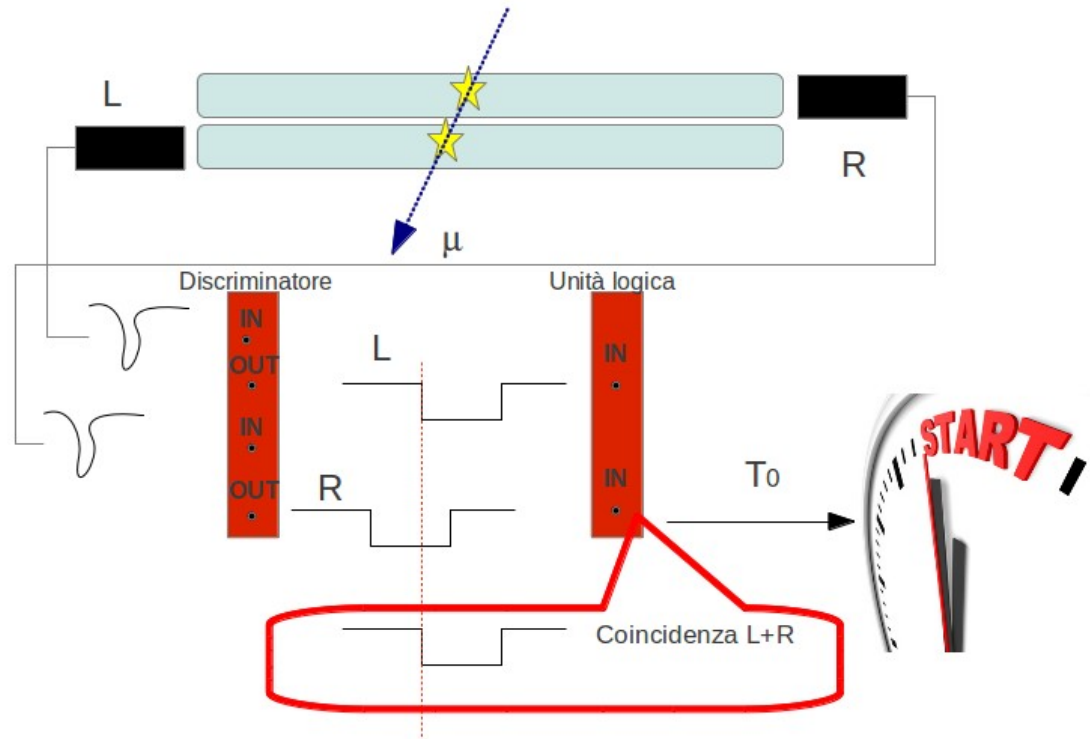 L
R
μ
Discriminatore
Unità logica
IN
OUT
IN
OUT
L
R
IN
IN
T0
START
Coincidenza L+R